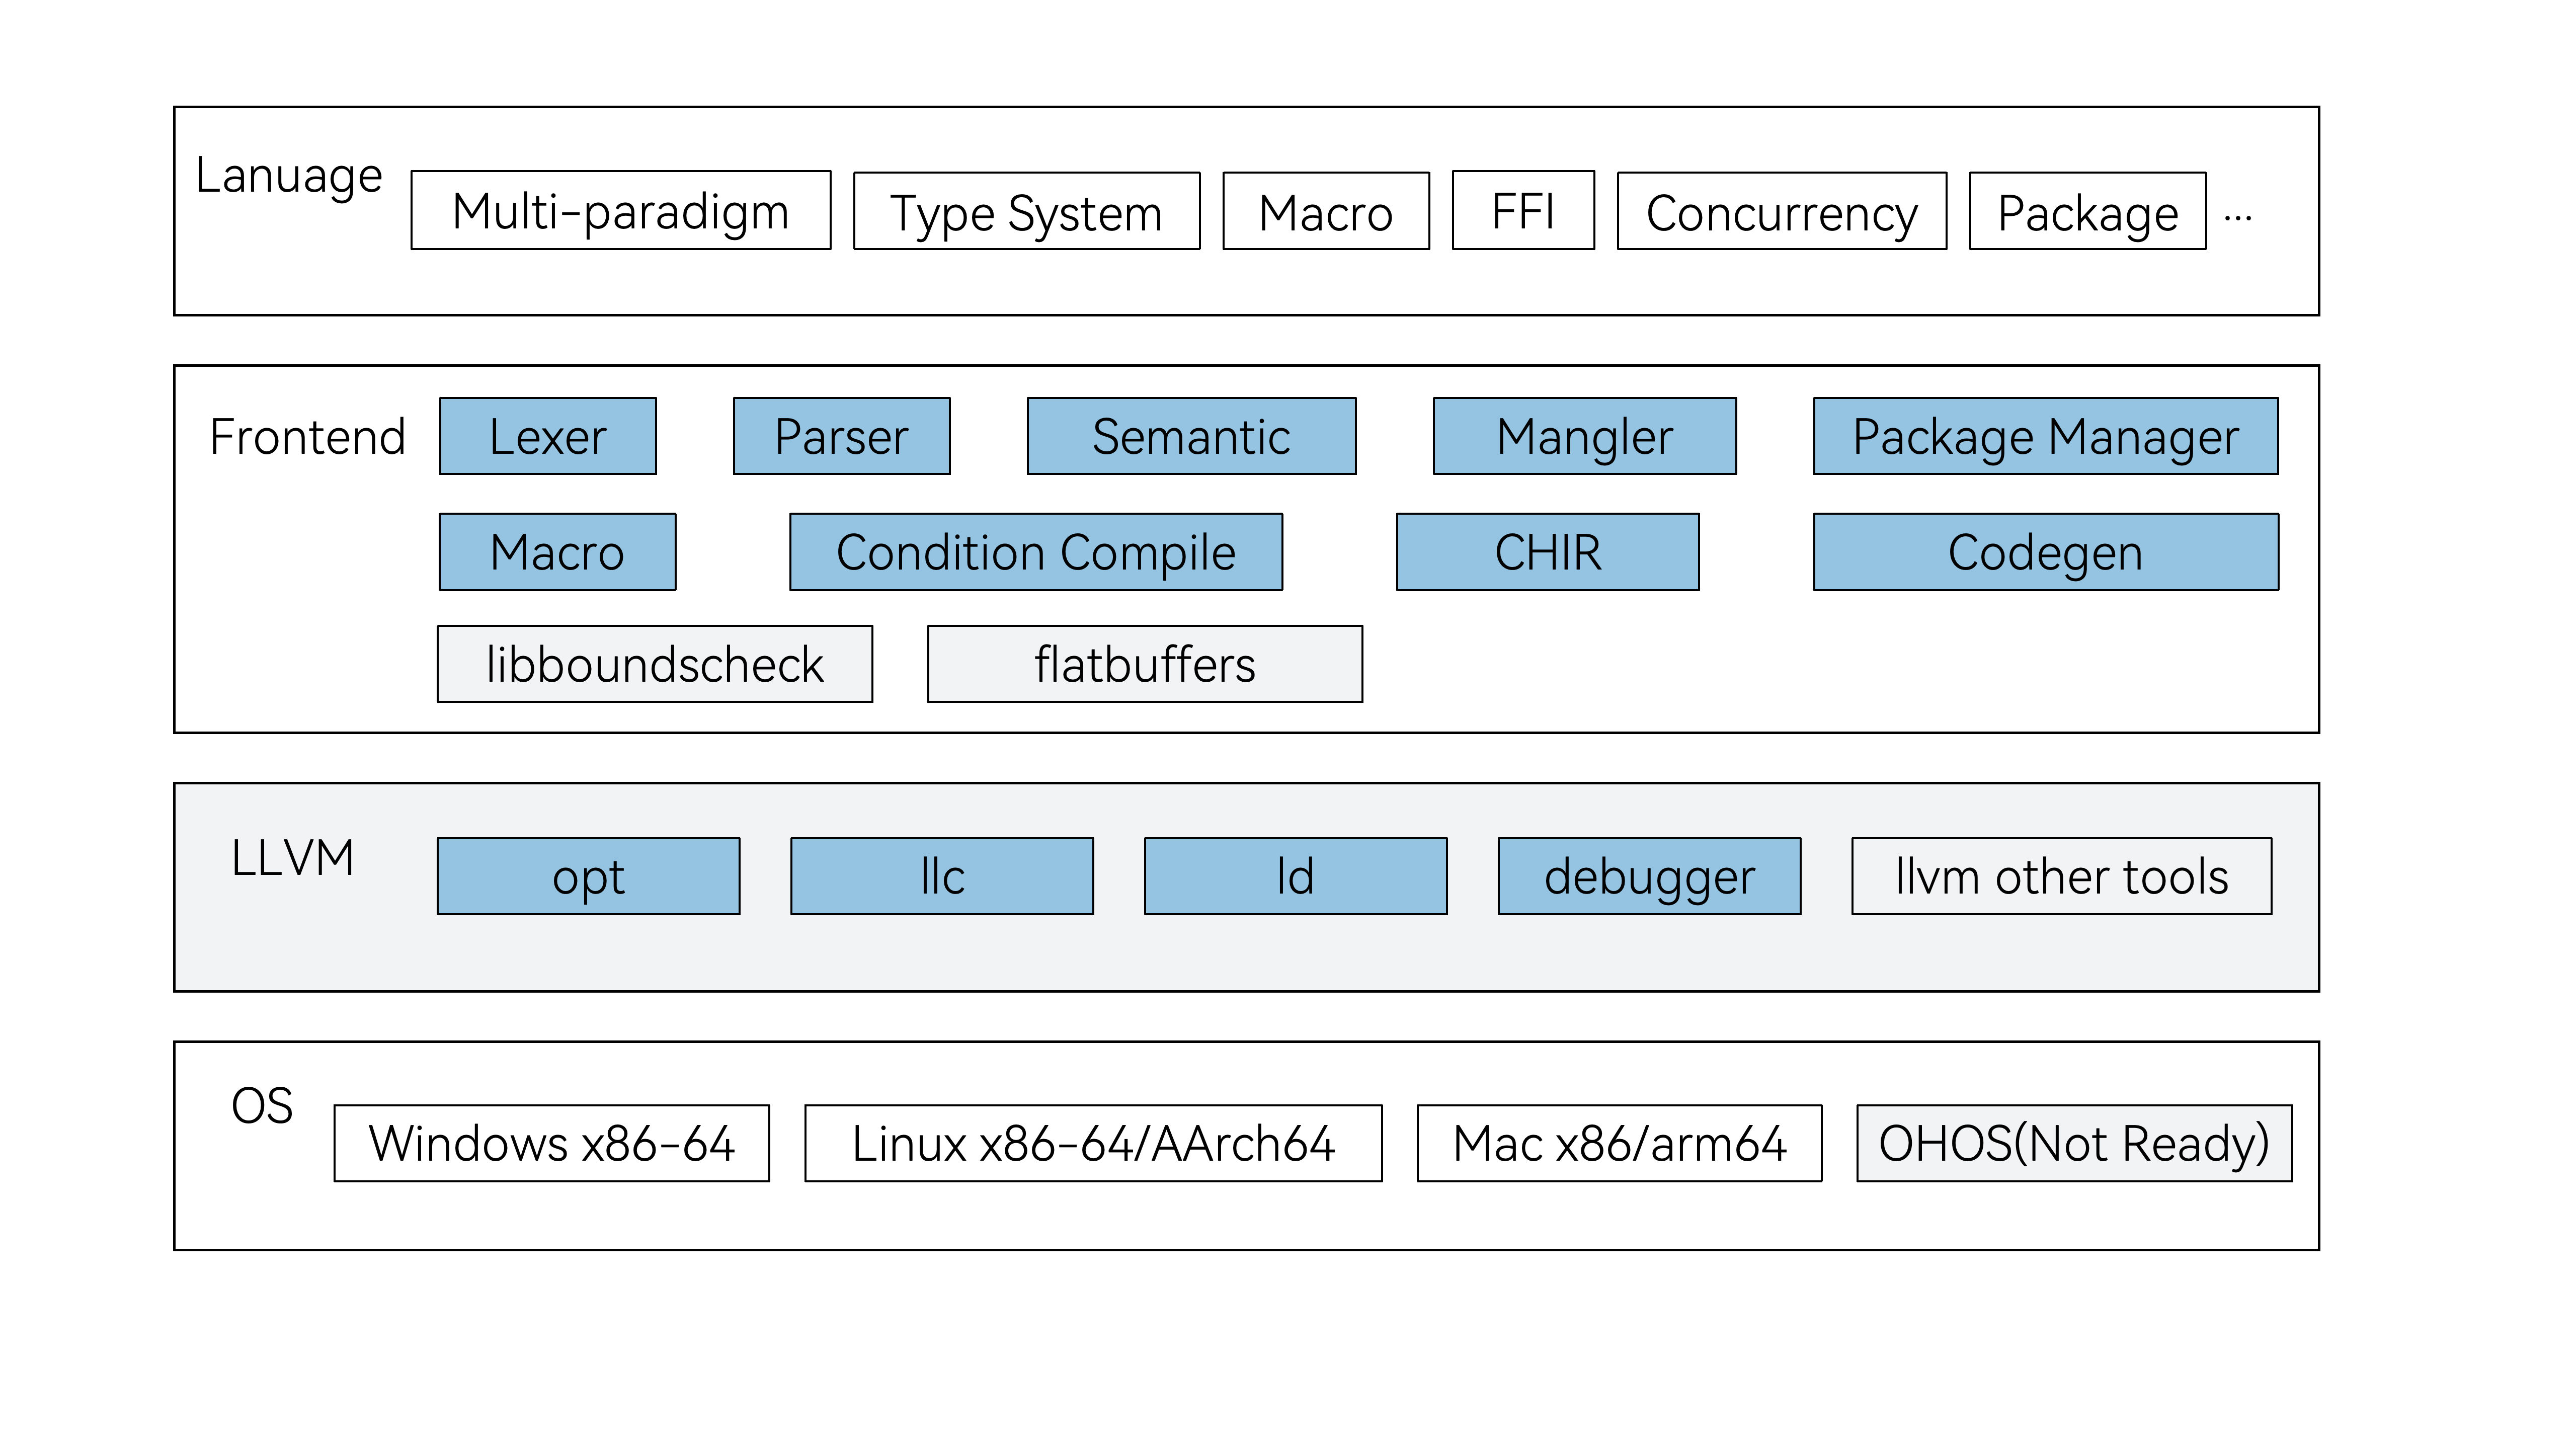 Lanuage
Multi-paradigm
Type System
Macro
FFI
Concurrency
Package
...
Frontend
Lexer
Parser
Semantic
Mangler
Package Manager
Macro
Condition Compile
CHIR
Codegen
libboundscheck
flatbuffers
LLVM
opt
llc
ld
debugger
llvm other tools
OS
Windows x86-64
Linux x86-64/AArch64
Mac x86/arm64
OHOS(Not Ready)